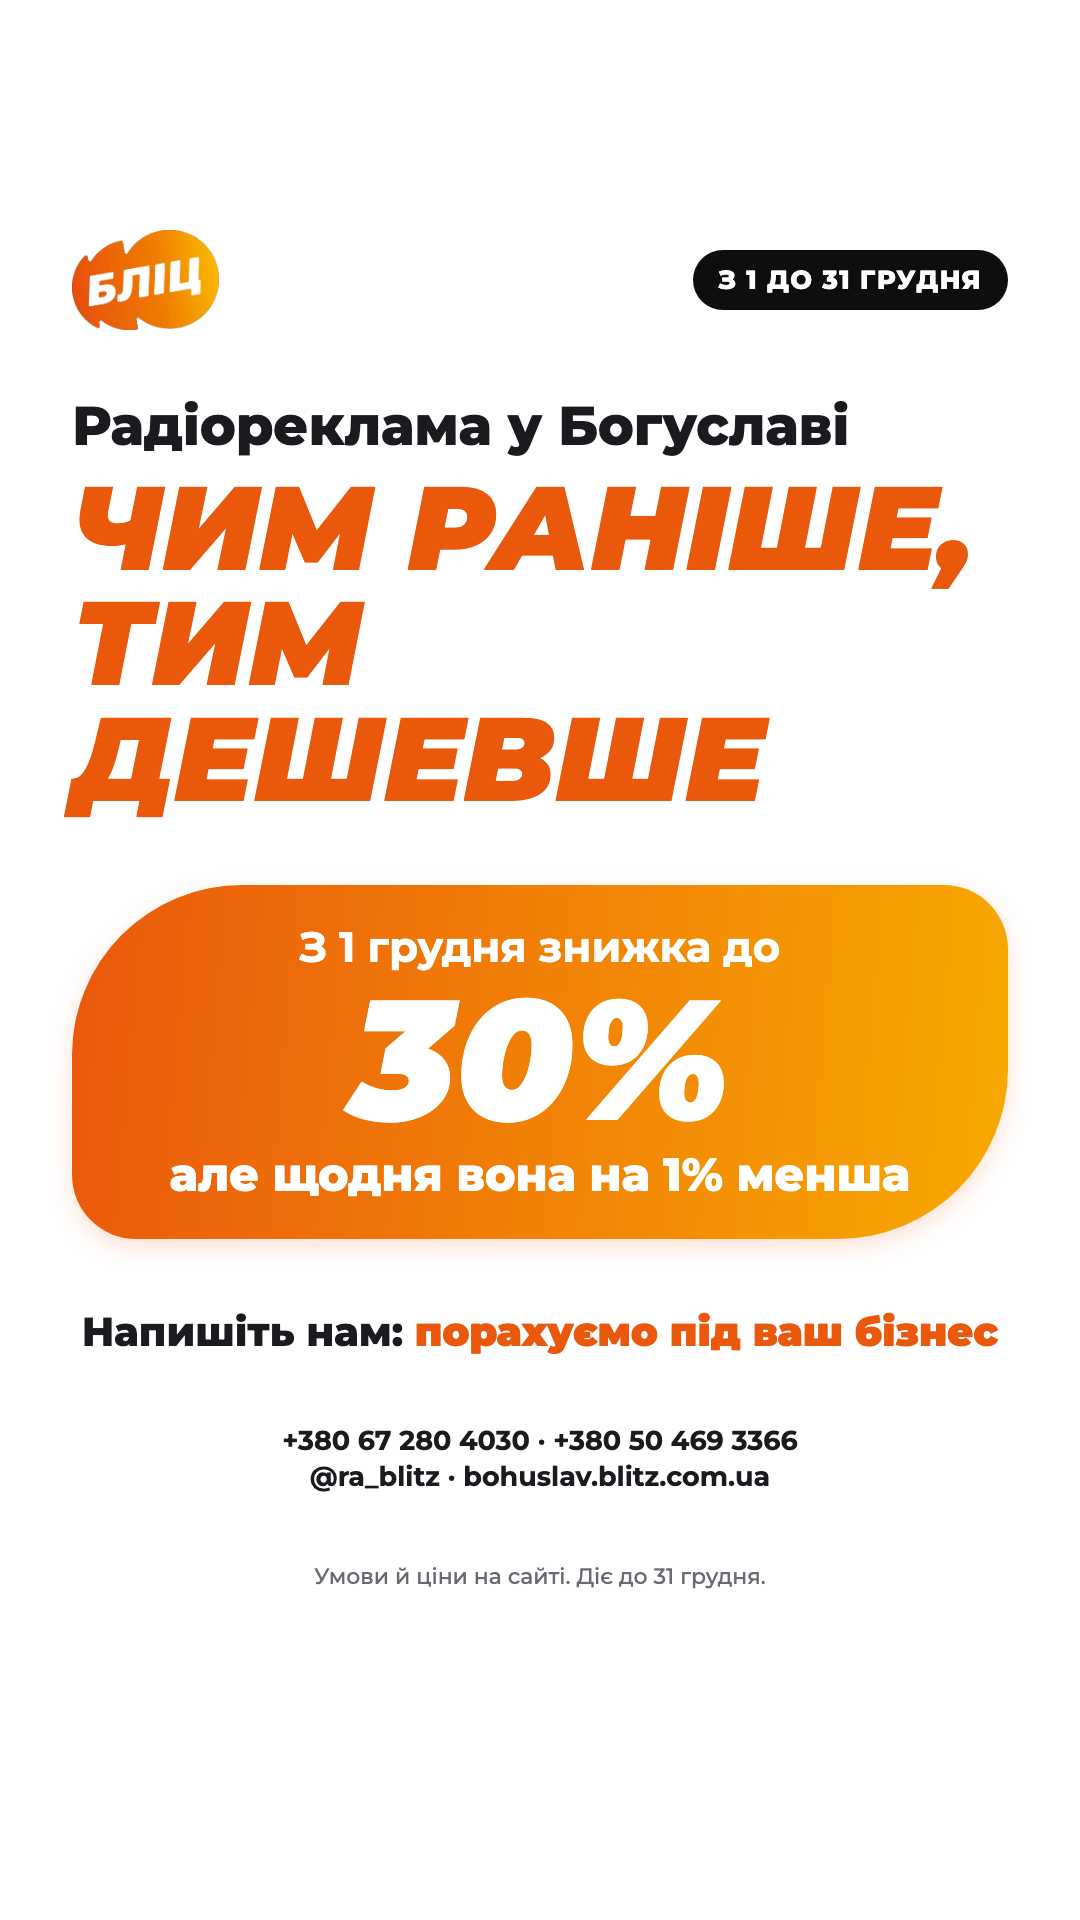 БЛІЦ
З 1 ДО 31 ГРУДНЯ
Радіореклама у Богуславі
ЧИМ РАНІШЕ,
ТИМ
ДЕШЕВШЕ
З 1 грудня знижка до
30%
але щодня вона на 1% менша
Напишіть нам: порахуємо під ваш бізнес
+380 67 280 4030 · +380 50 469 3366
@ra_blitz · bohuslav.blitz.com.ua
Умови й ціни на сайті. Діє до 31 грудня.